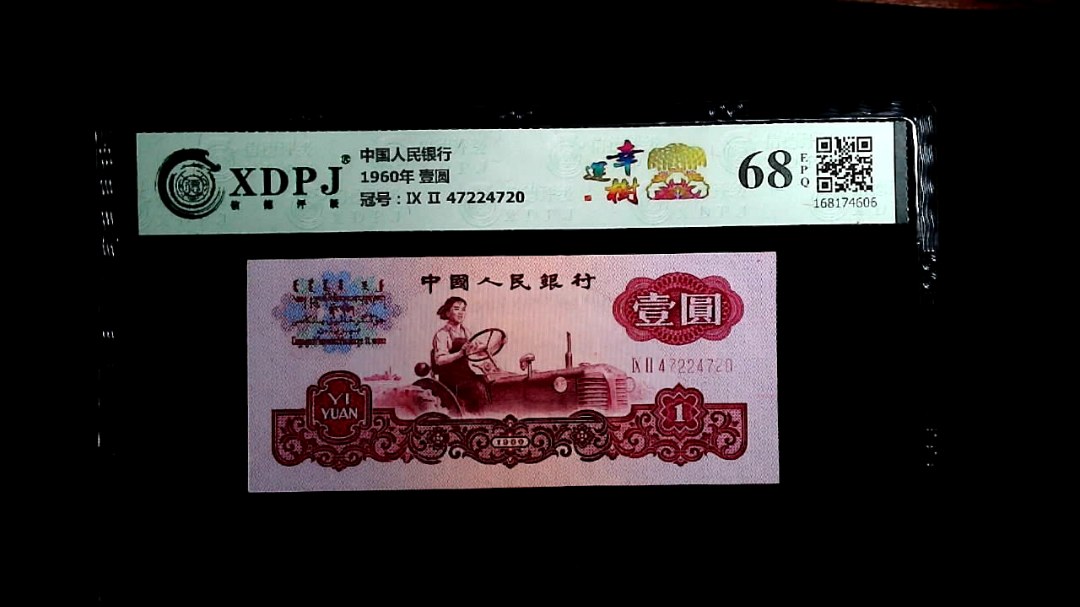 XDPJ®
中国人民银行
1960年 壹圆
冠号：IX II 47224720
幸運樹
68
EPQ
168174606
中國人民銀行
壹圓
IX II 47224720
YI
YUAN
1960
1